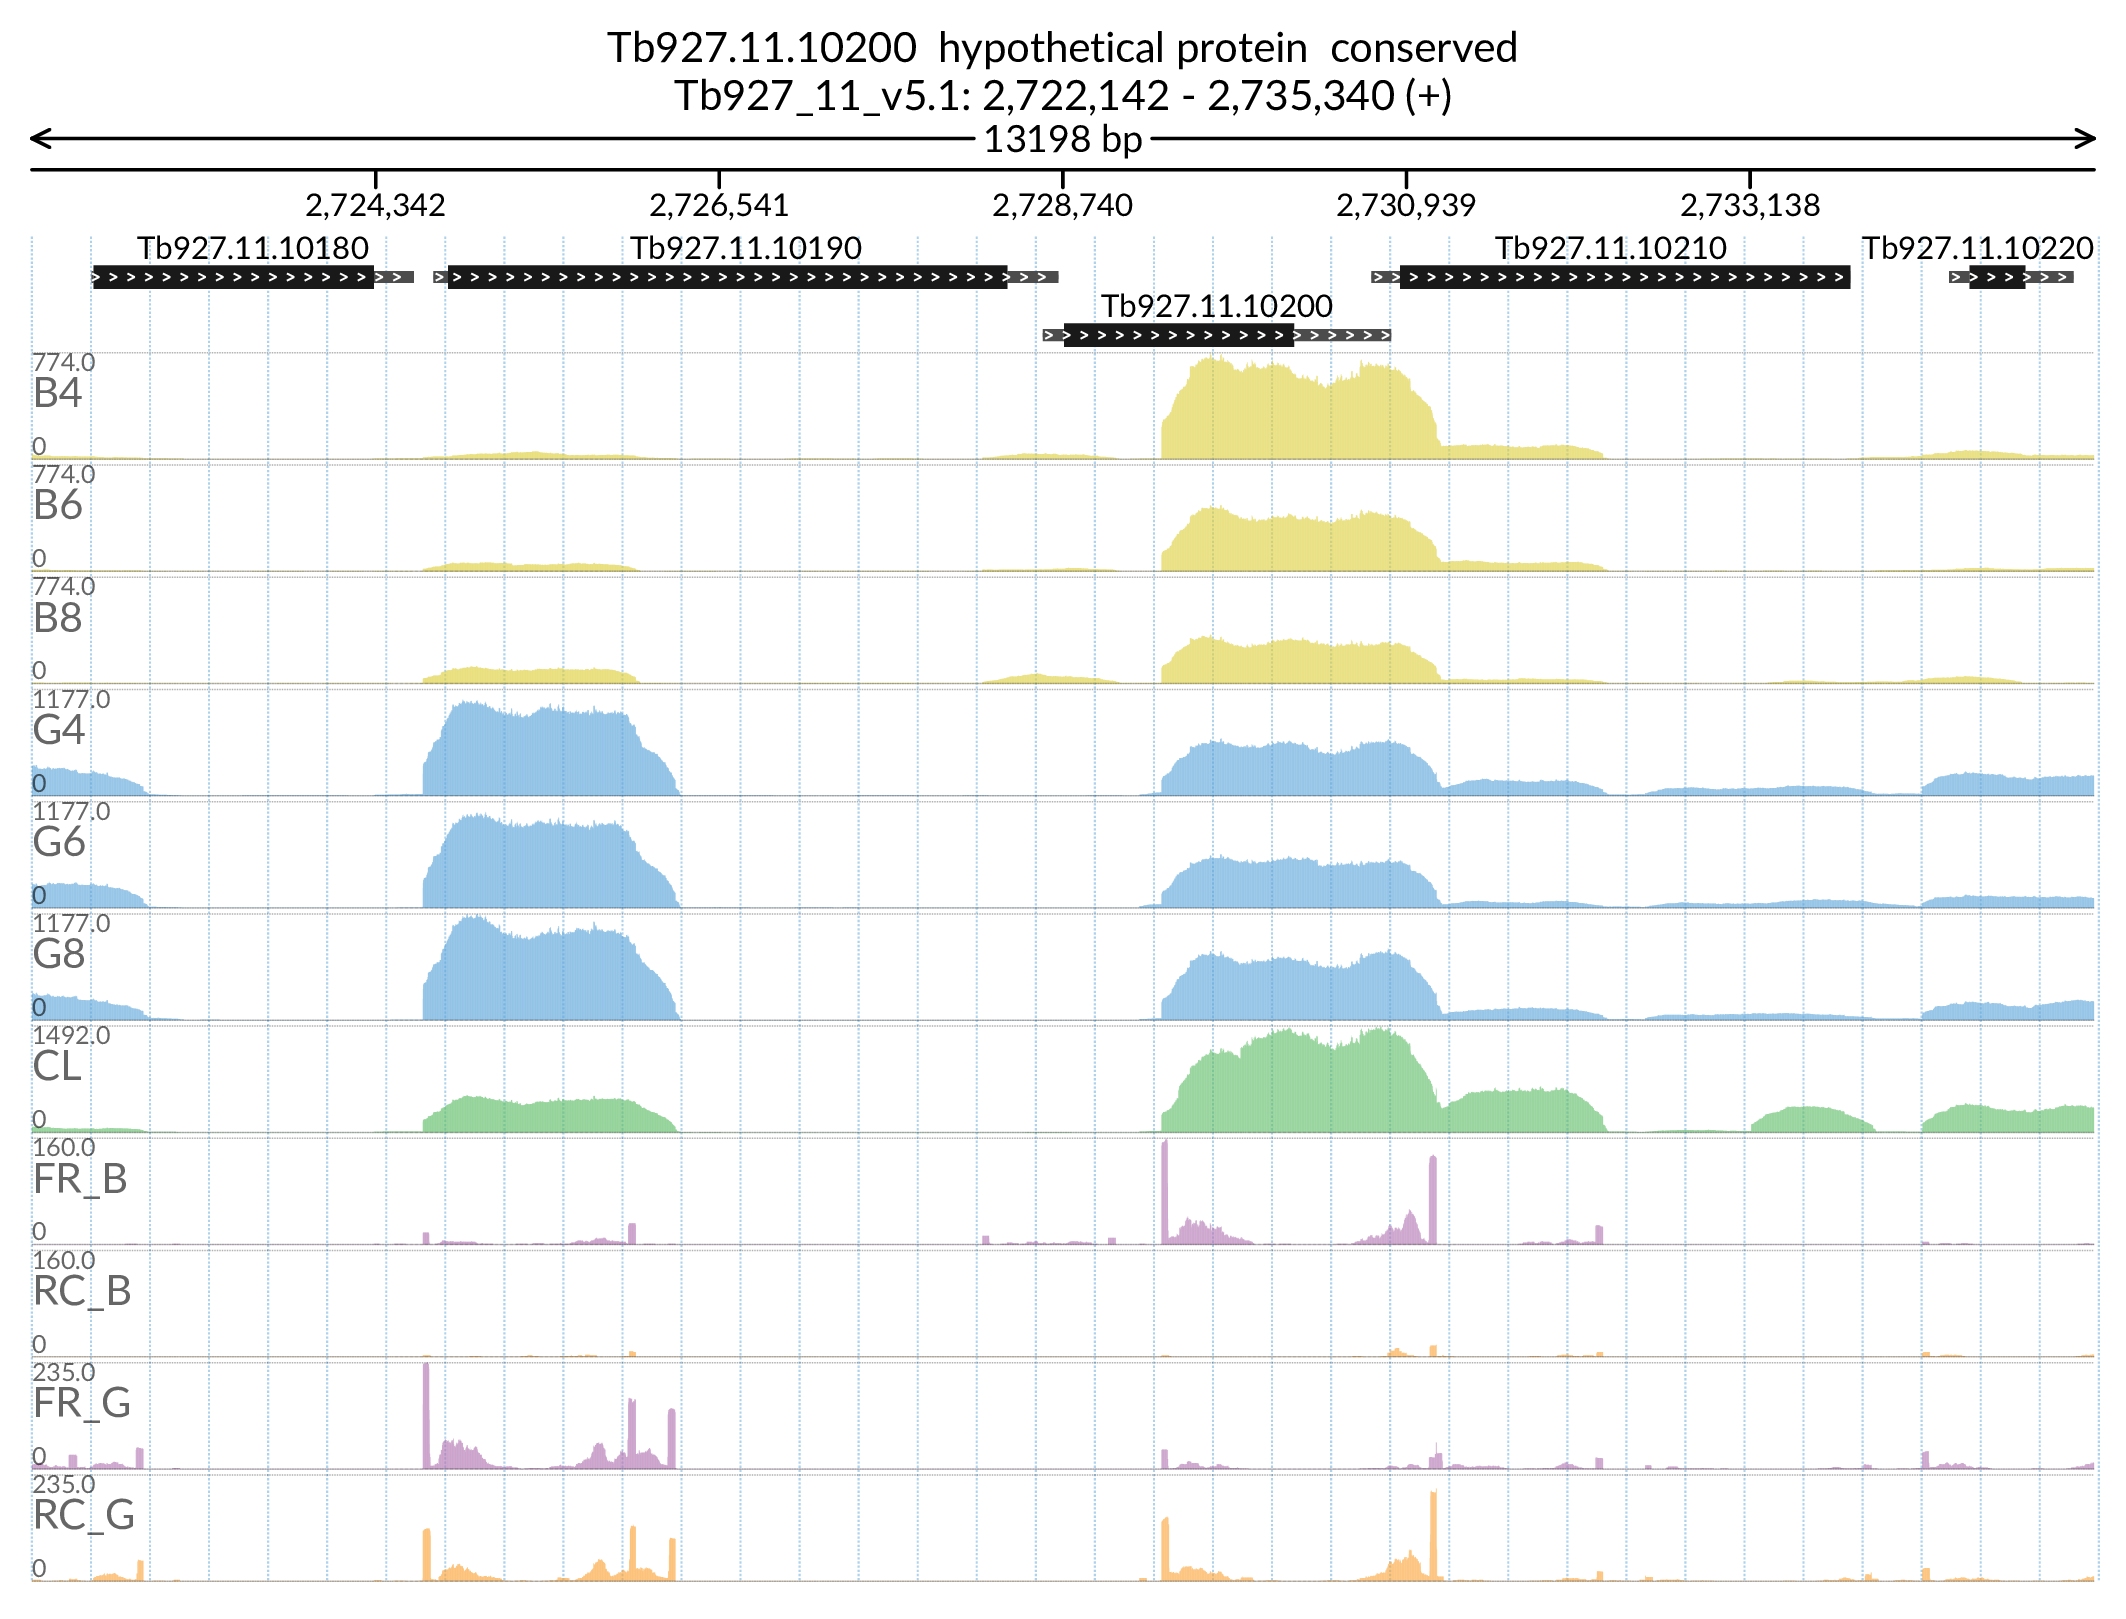 Tb927.11.10200 hypothetical protein conserved
Tb927_11_v5.1: 2,722,142 - 2,735,340 (+)
13198 bp
2,724,342 2,726,541 2,728,740 2,730,939 2,733,138
Tb927.11.10180 Tb927.11.10190 Tb927.11.10210 Tb927.11.10220
Tb927.11.10200
774.0
B4
0
774.0
B6
0
774.0
B8
0
1177.0
G4
0
1177.0
G6
0
1177.0
G8
0
1492.0
CL
0
160.0
FR_B
0
160.0
RC_B
0
235.0
FR_G
0
235.0
RC_G
0